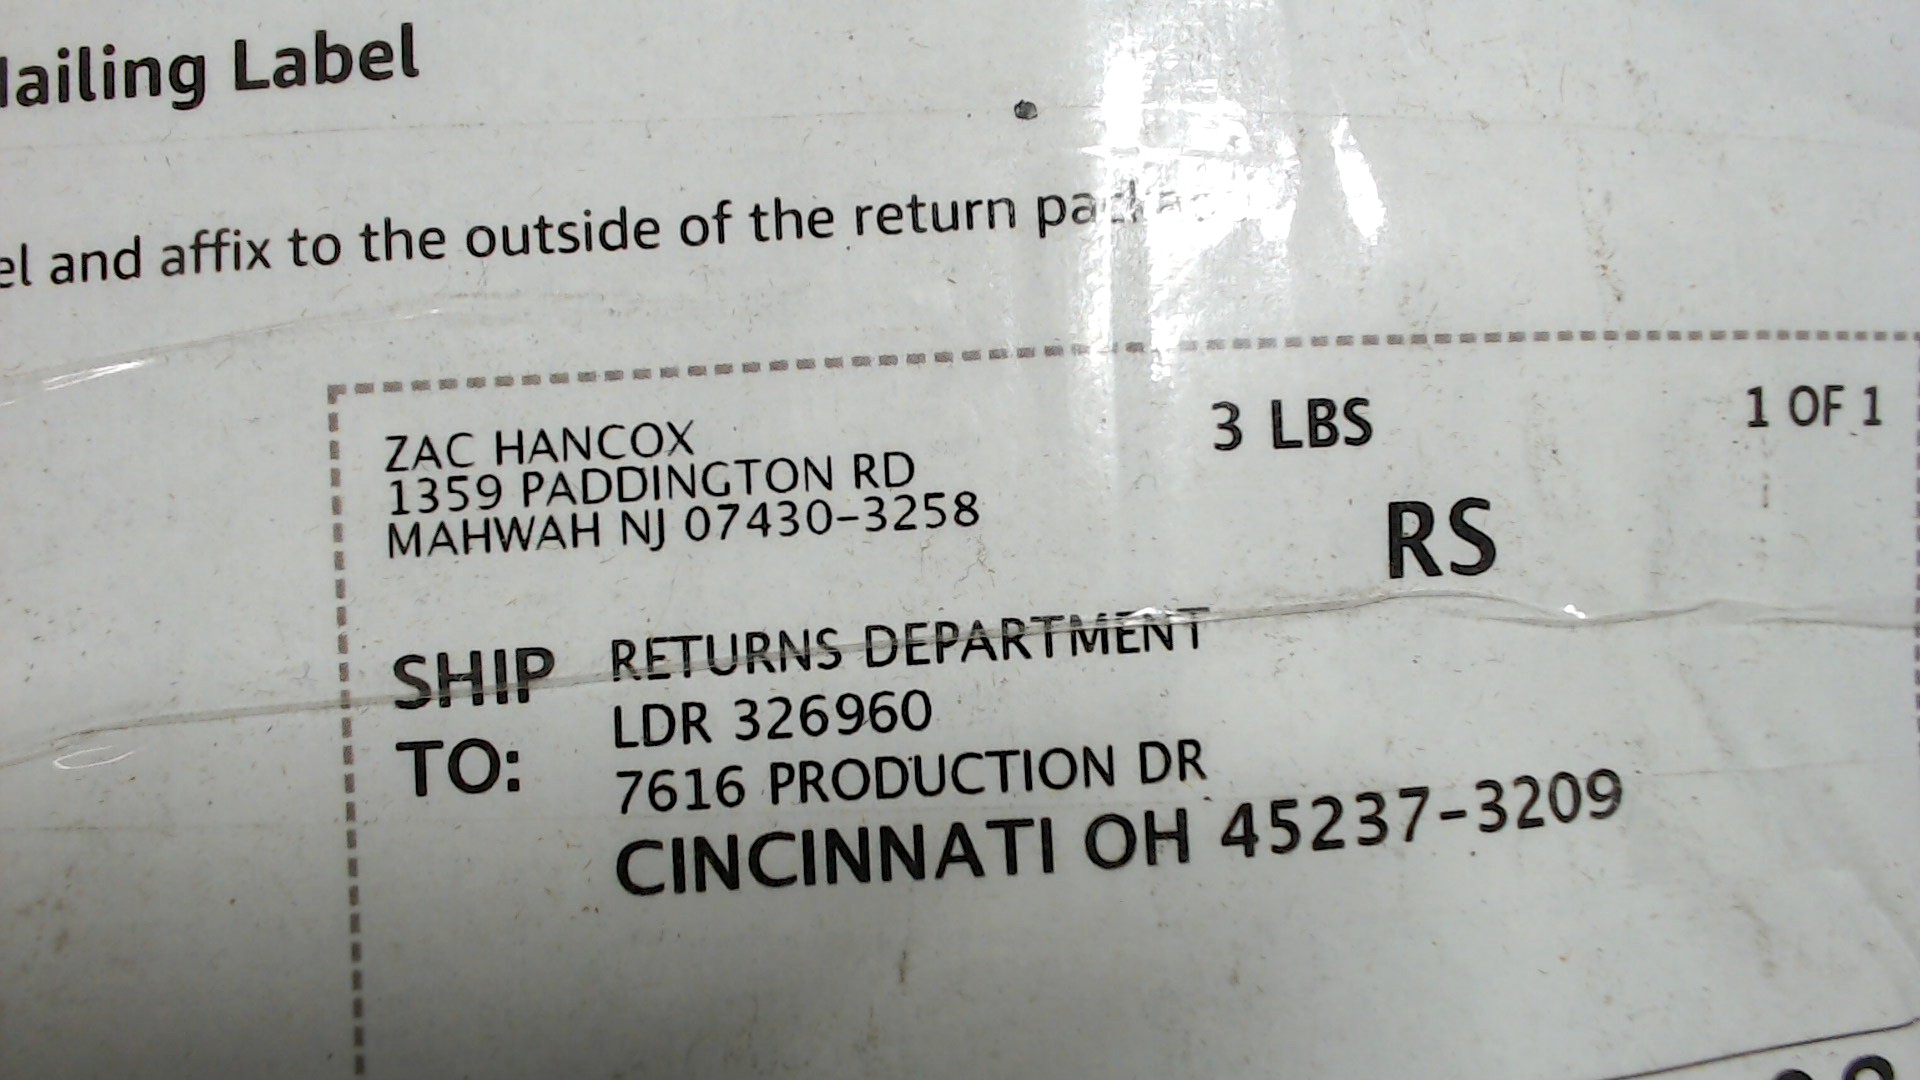 Mailing Label
el and affix to the outside of the return package
ZAC HANCOX
1359 PADDINGTON RD
MAHWAH NJ 07430-3258
3 LBS
1 OF 1
RS
SHIP TO:
RETURNS DEPARTMENT
LDR 326960
7616 PRODUCTION DR
CINCINNATI OH 45237-3209